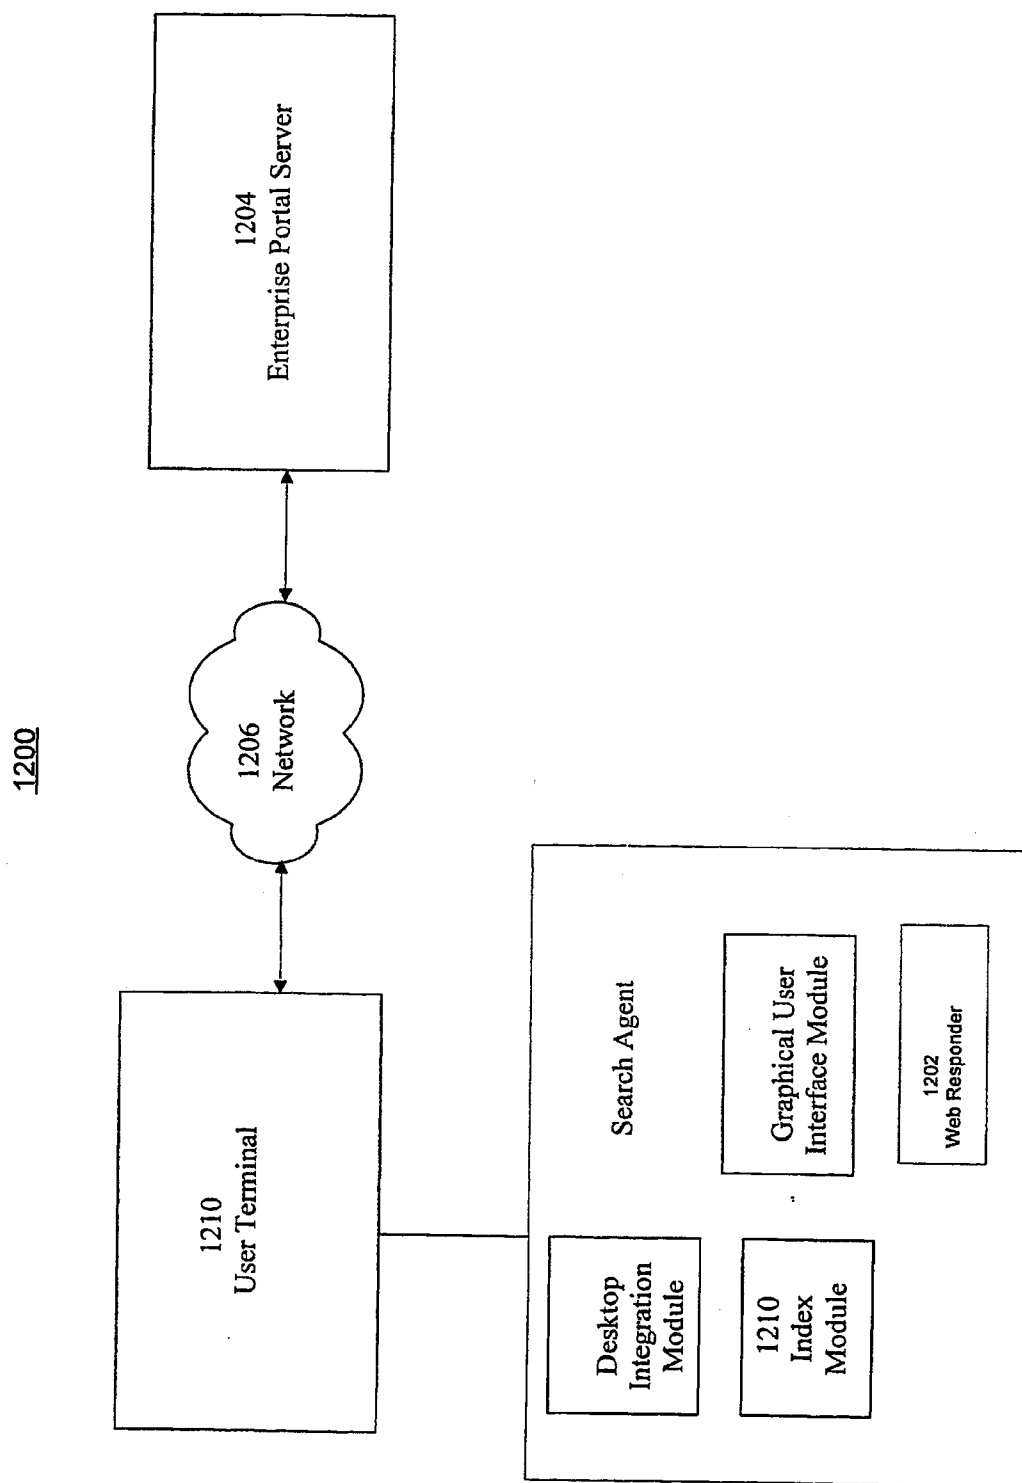 1200
1210
User Terminal
1206
Network
1204
Enterprise Portal Server
Search Agent
Desktop
Integration
Module
1210
Index
Module
Graphical User
Interface Module
1202
Web Responder